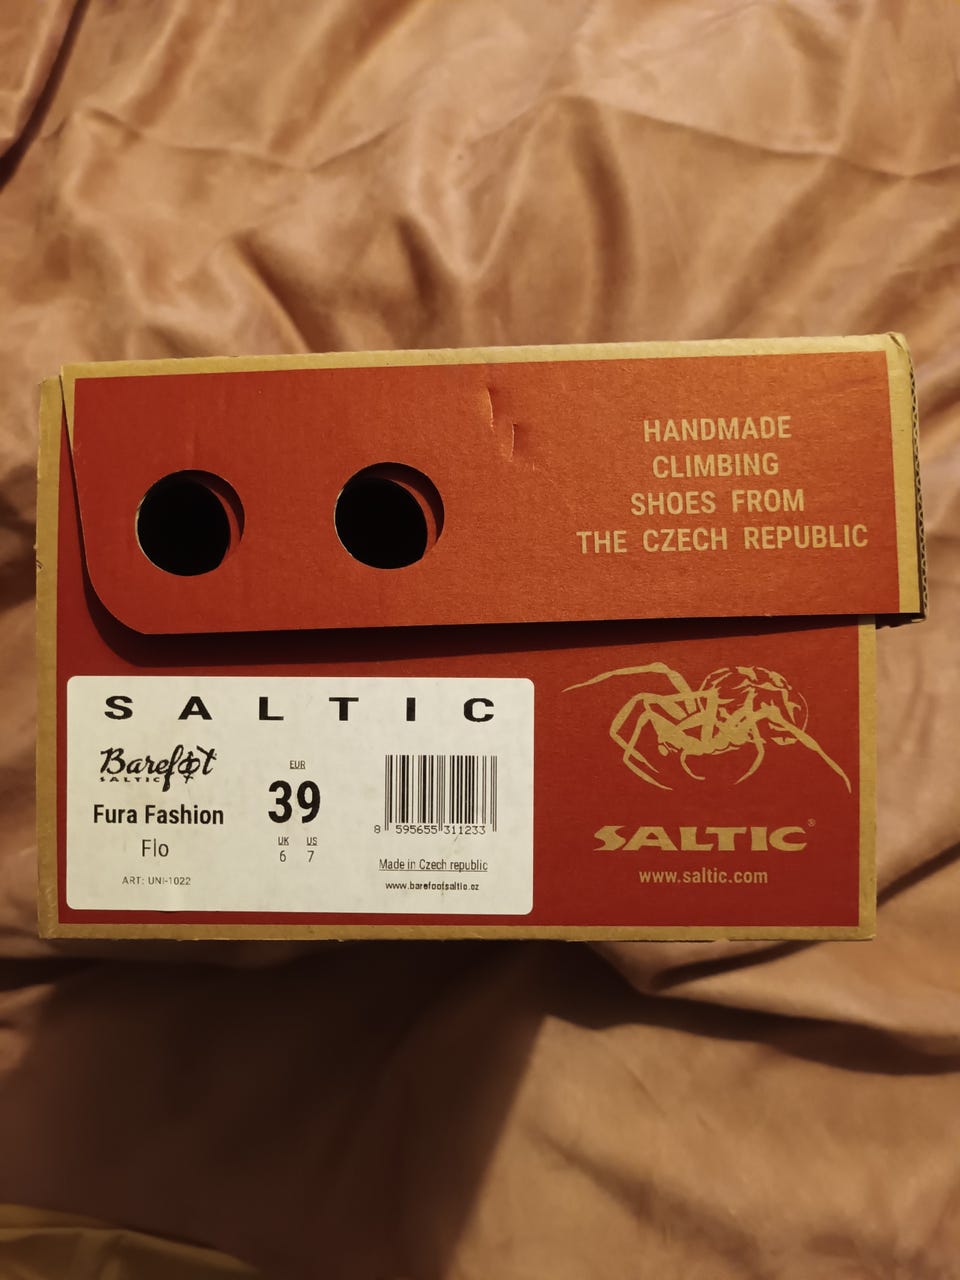 HANDMADE
CLIMBING
SHOES FROM
THE CZECH REPUBLIC
SALTIC
Barefoot
SALTIC
Fura Fashion
Flo
ART: UNI-1022
EUR
39
UK US
6 7
8 595655 311233
Made in Czech republic
www.barefootsaltic.cz
SALTIC®
www.saltic.com